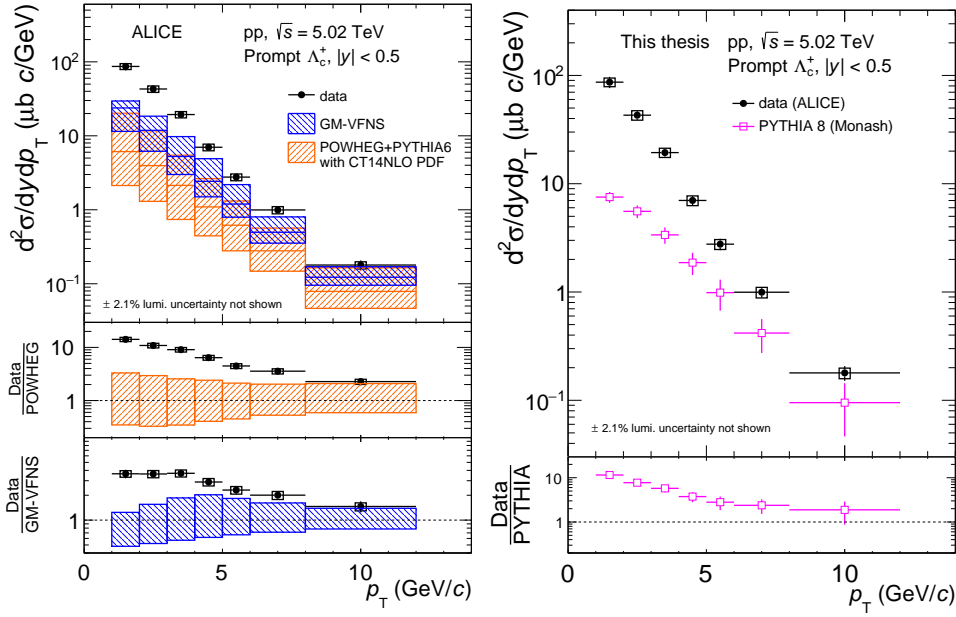 ALICE
pp, √s = 5.02 TeV
Prompt Λc+, |y| < 0.5
data
GM-VFNS
POWHEG+PYTHIA6
with CT14NLO PDF
± 2.1% lumi. uncertainty not shown
d²σ/dydpT (μb c/GeV)
10²
10
1
10⁻¹
Data
POWHEG
10
1
Data
GM-VFNS
1
0 5 10
pT (GeV/c)
This thesis
pp, √s = 5.02 TeV
Prompt Λc+, |y| < 0.5
data (ALICE)
PYTHIA 8 (Monash)
± 2.1% lumi. uncertainty not shown
d²σ/dydpT (μb c/GeV)
10²
10
1
10⁻¹
Data
PYTHIA
10
1
0 5 10
pT (GeV/c)